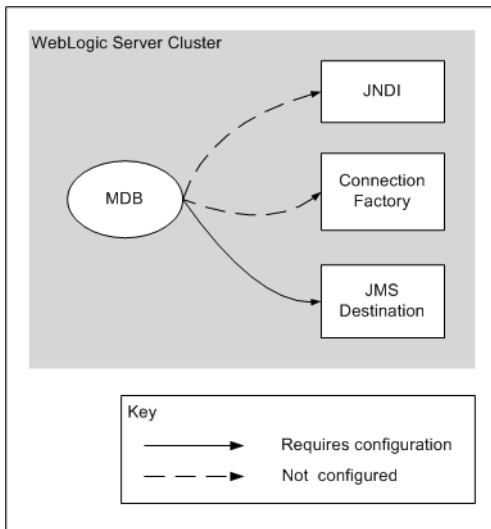 WebLogic Server Cluster
JNDI
MDB
Connection
Factory
JMS
Destination
Key
Requires configuration
Not configured